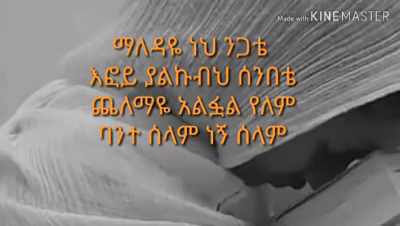 Made with KINEMASTER
ማለዳዬ ነህ ንጋቴ
እፎይ ያልኩብህ ሰንበቴ
ጨለማዬ አልፏል የለም
ባንተ ሰላም ነኝ ሰላም